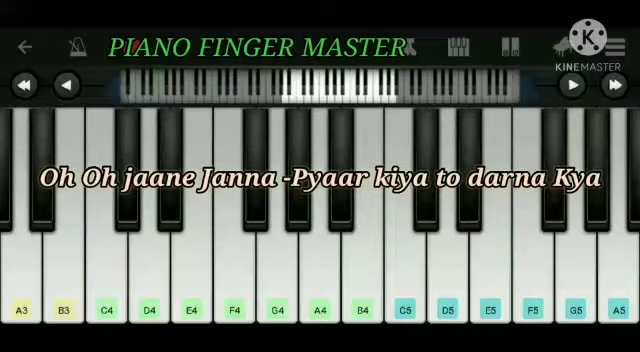 PIANO FINGER MASTER
KINEMASTER
Oh Oh jaane Janna -Pyaar kiya to darna Kya
A3 B3 C4 D4 E4 F4 G4 A4 B4 C5 D5 E5 F5 G5 A5